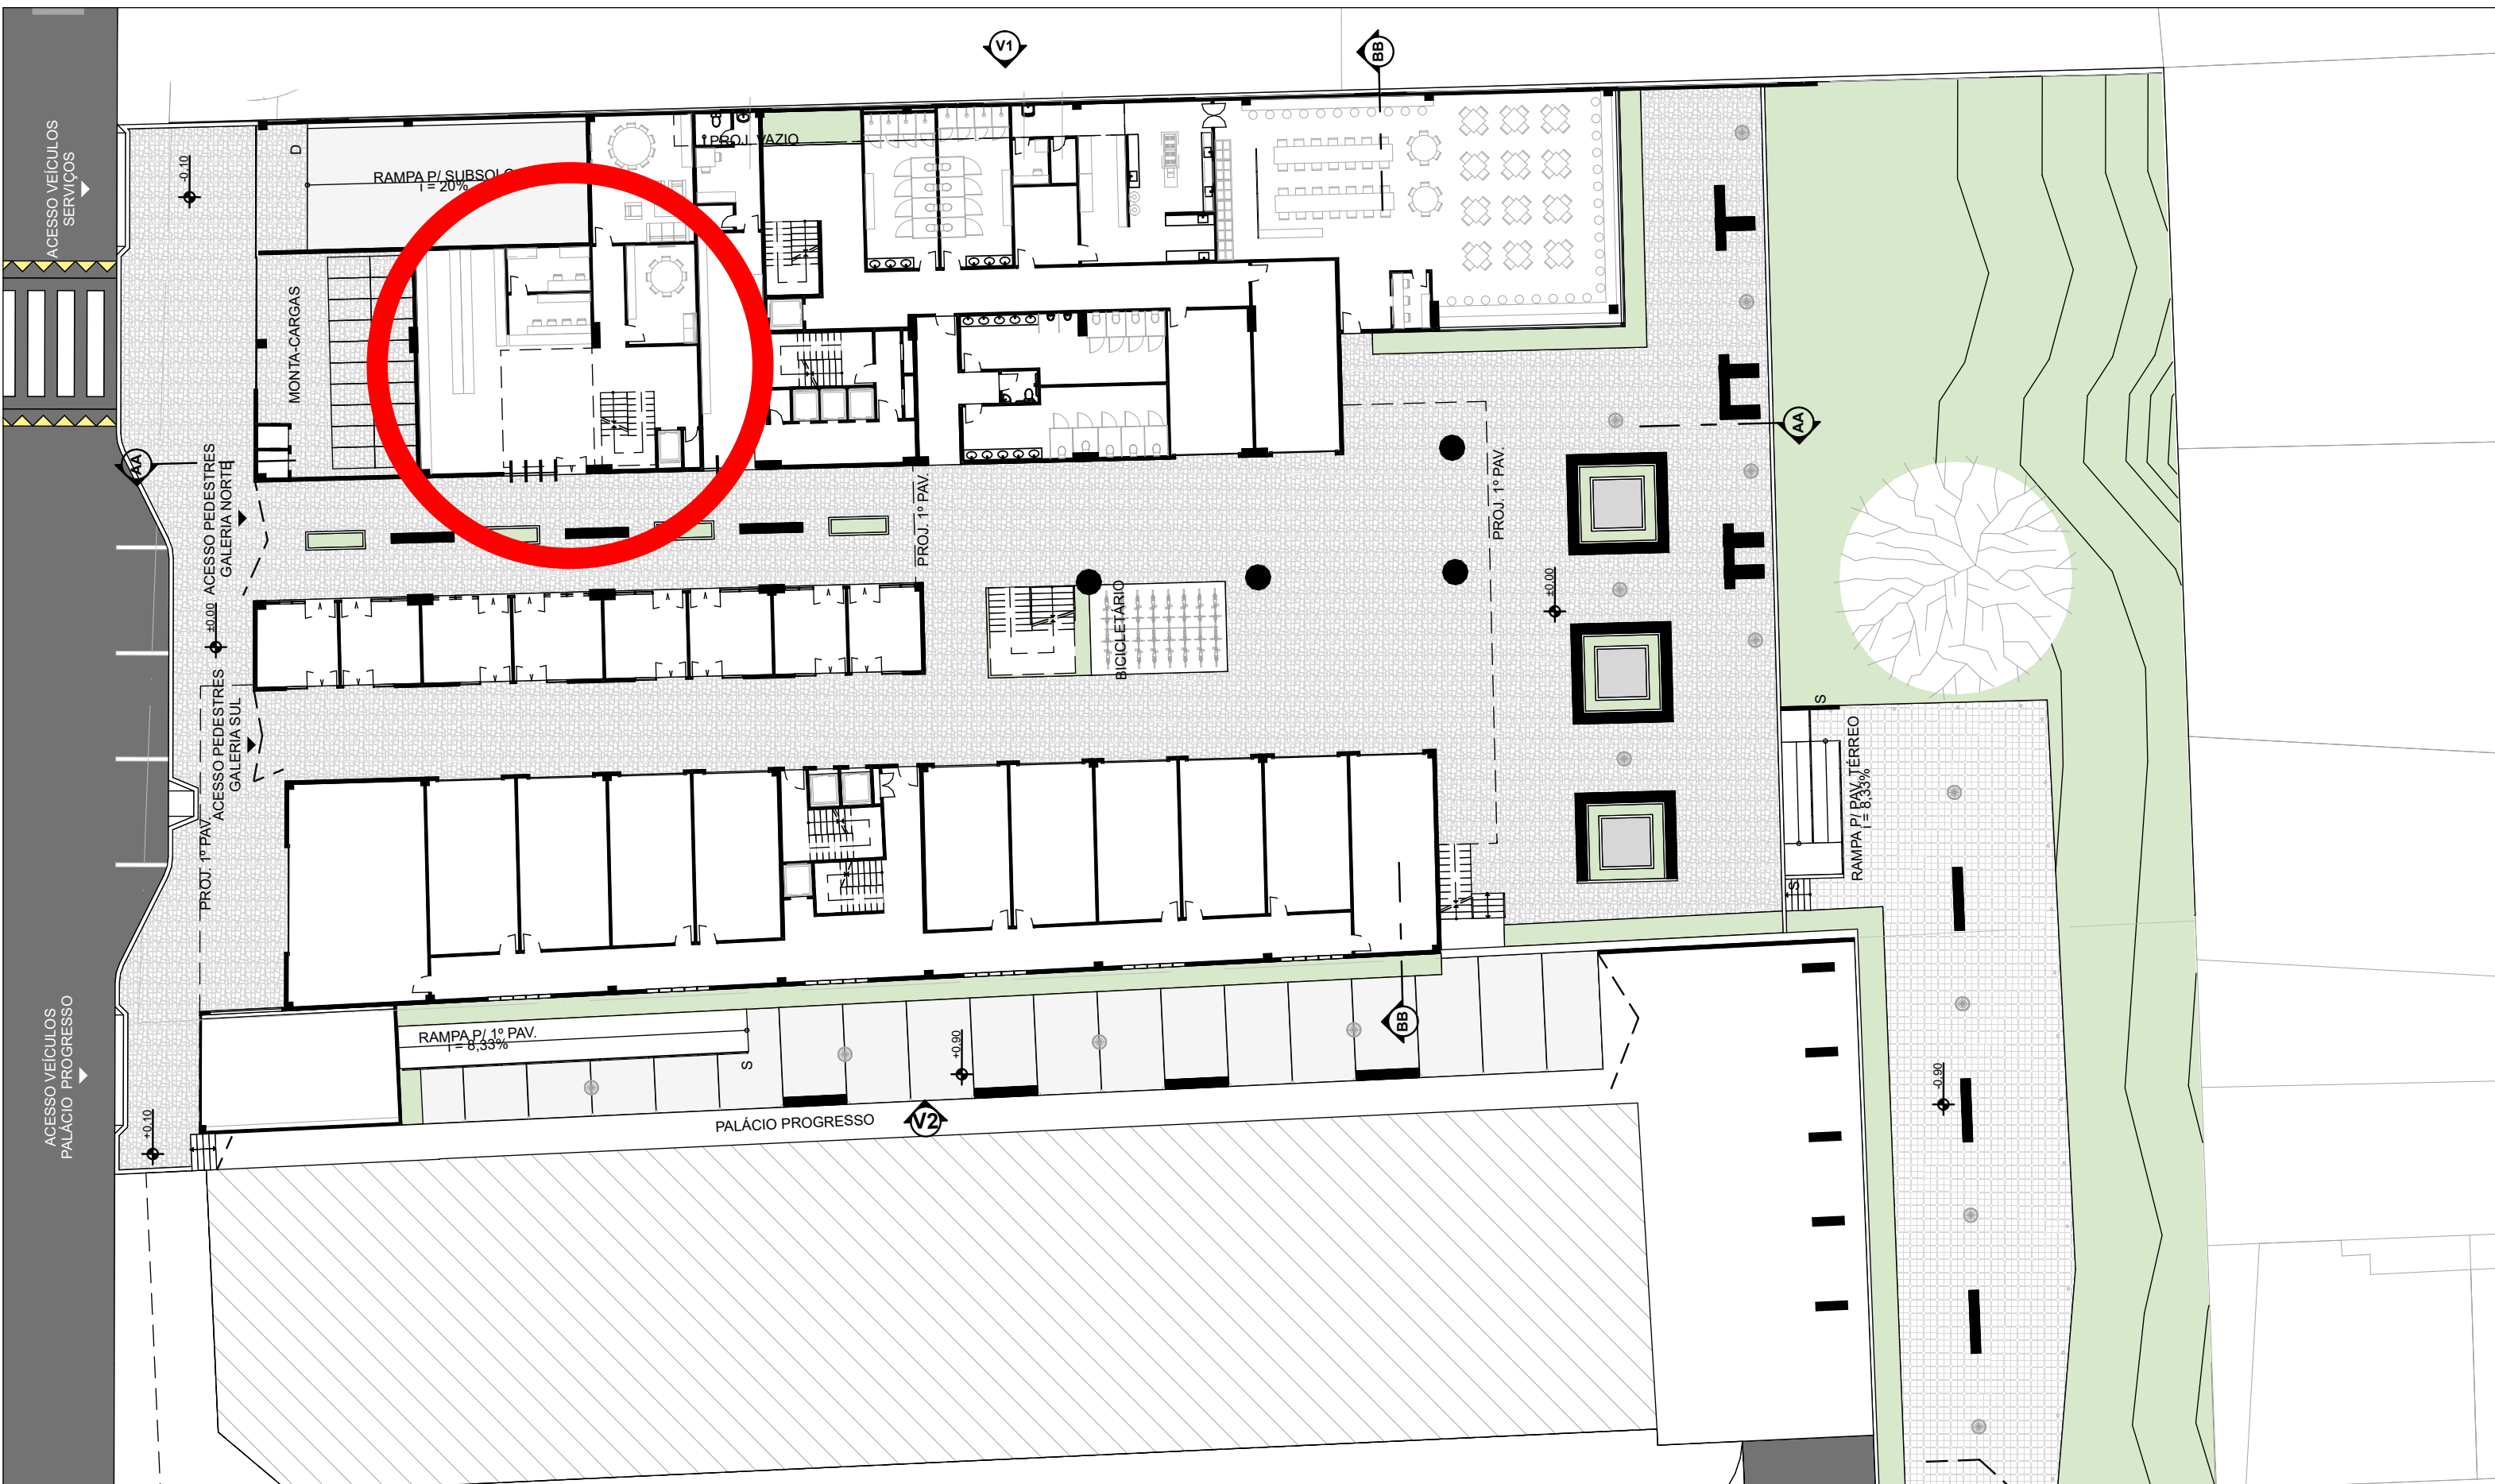 V1
BB
ACESSO VEÍCULOS
SERVIÇOS
-0.10
D
RAMPA P/ SUBSOLO
i = 20%
PROJ. VAZIO
MONTA-CARGAS
AA
AA
ACESSO PEDESTRES
GALERIA NORTE
PROJ. 1º PAV.
PROJ. 1º PAV.
±0.00
±0.00
BICICLETÁRIO
ACESSO PEDESTRES
GALERIA SUL
PROJ. 1º PAV.
S
RAMPA P/ PAV. TÉRREO
i = 8,33%
S
ACESSO VEÍCULOS
PALÁCIO PROGRESSO
RAMPA P/ 1º PAV.
i = 8,33%
S
+0.90
BB
-0.90
+0.10
PALÁCIO PROGRESSO
V2